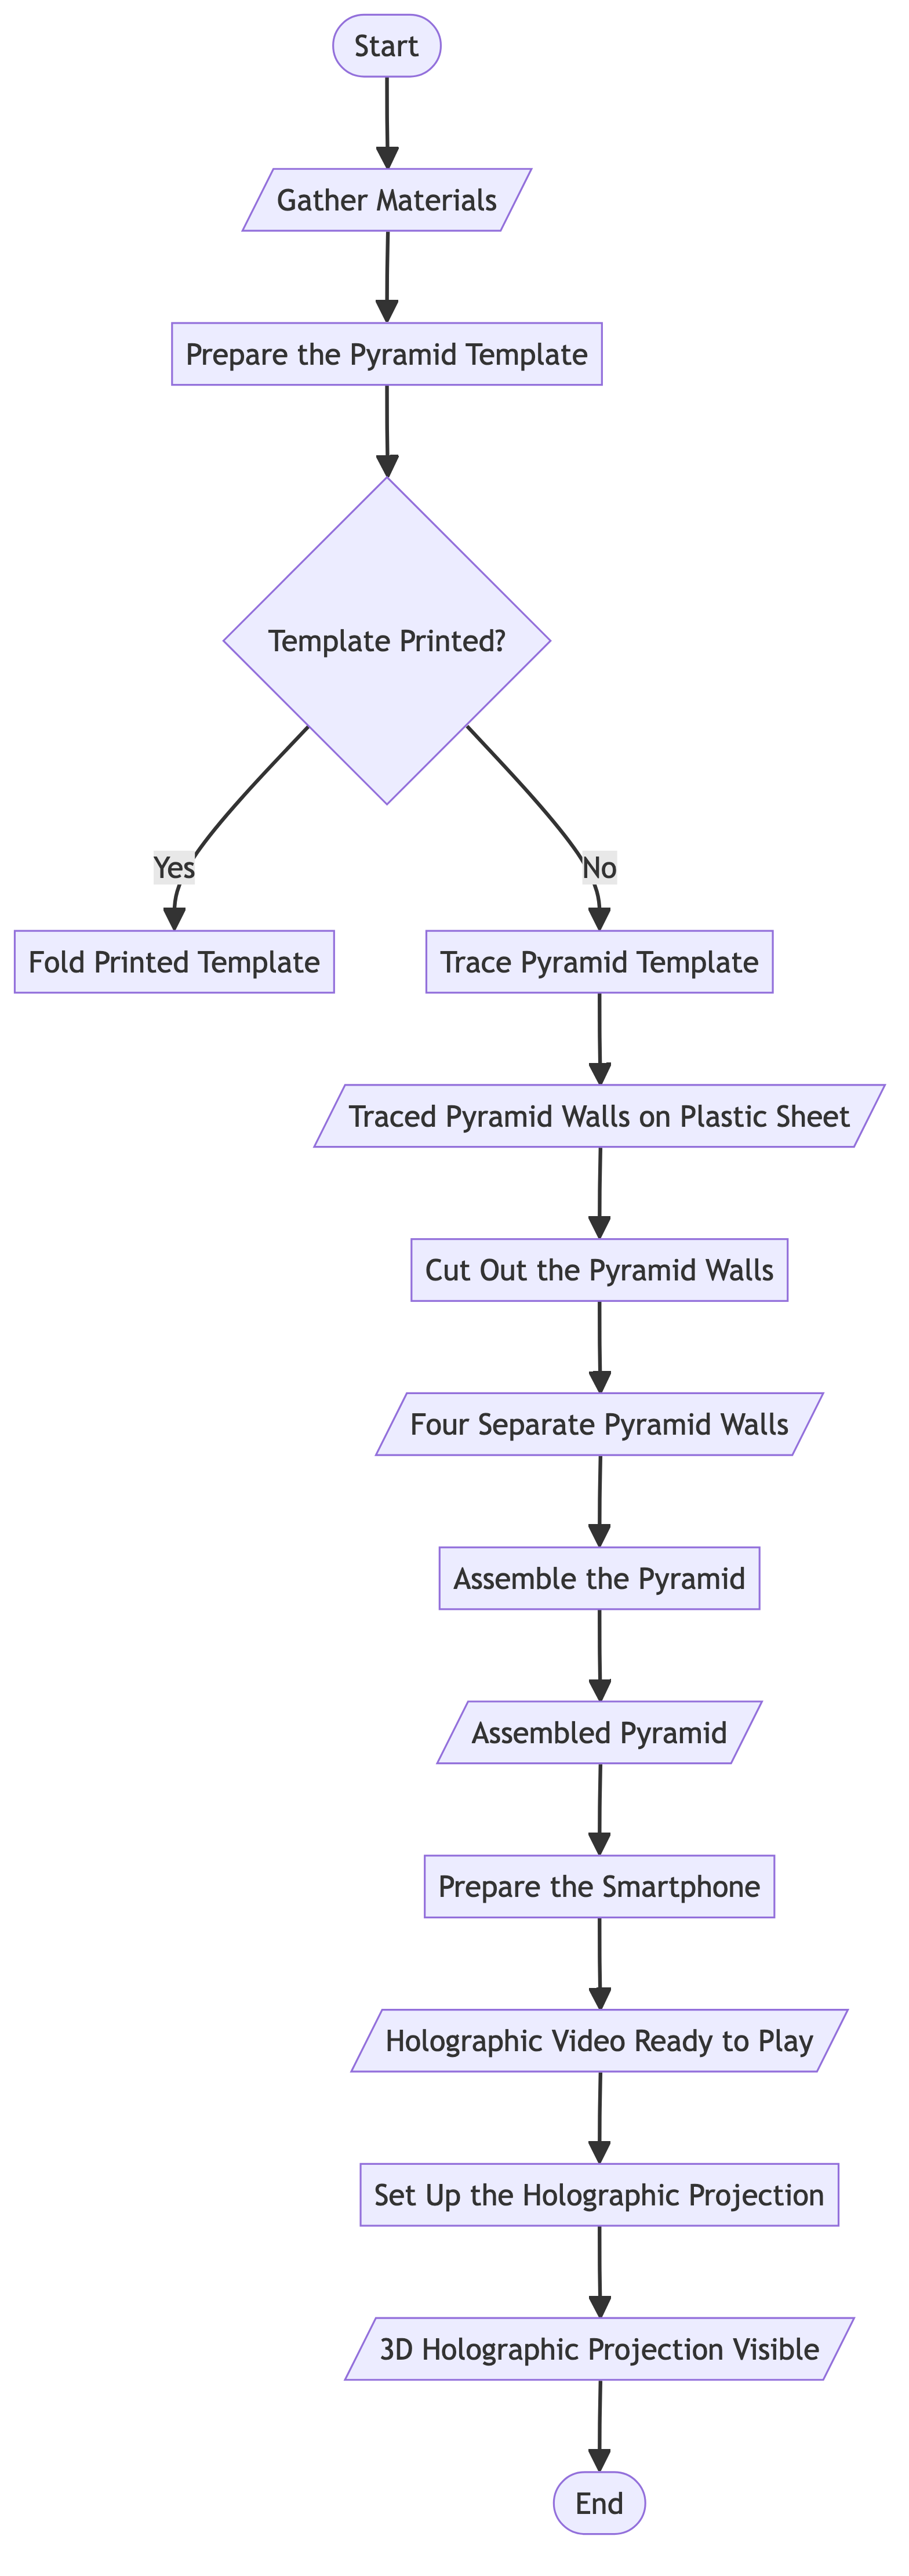 Start
Gather Materials
Prepare the Pyramid Template
Template Printed?
Yes
No
Fold Printed Template
Trace Pyramid Template
Traced Pyramid Walls on Plastic Sheet
Cut Out the Pyramid Walls
Four Separate Pyramid Walls
Assemble the Pyramid
Assembled Pyramid
Prepare the Smartphone
Holographic Video Ready to Play
Set Up the Holographic Projection
3D Holographic Projection Visible
End